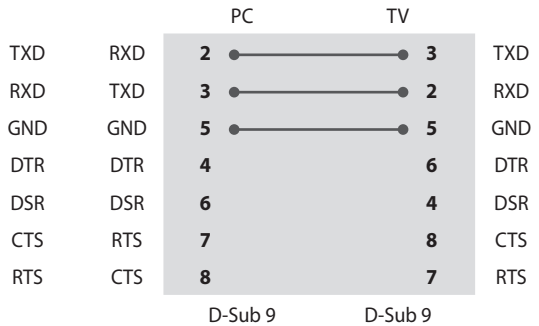 PC TV
TXD RXD 2 3 TXD
RXD TXD 3 2 RXD
GND GND 5 5 GND
DTR DTR 4 6 DTR
DSR DSR 6 4 DSR
CTS RTS 7 8 CTS
RTS CTS 8 7 RTS
D-Sub 9 D-Sub 9